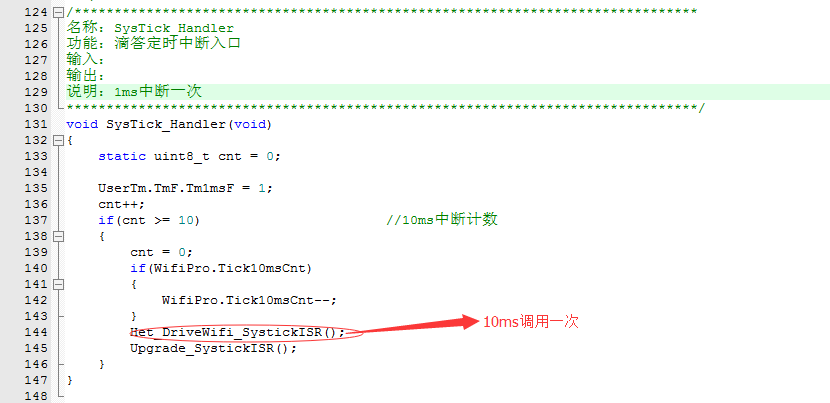 124 /*******************************************************************************
125 名称: SysTick_Handler
126 功能: 滴答定时中断入口
127 输入:
128 输出:
129 说明: 1ms中断一次
130 *******************************************************************************/
131 void SysTick_Handler(void)
132 {
133 static uint8_t cnt = 0;
134
135 UserTm.TmF.Tm1msF = 1;
136 cnt++;
137 if(cnt >= 10) //10ms中断计数
138 {
139 cnt = 0;
140 if(WifiPro.Tick10msCnt)
141 {
142 WifiPro.Tick10msCnt--;
143 }
144 Het_DriveWifi_SystickISR(); 10ms调用一次
145 Upgrade_SystickISR();
146 }
147 }
148